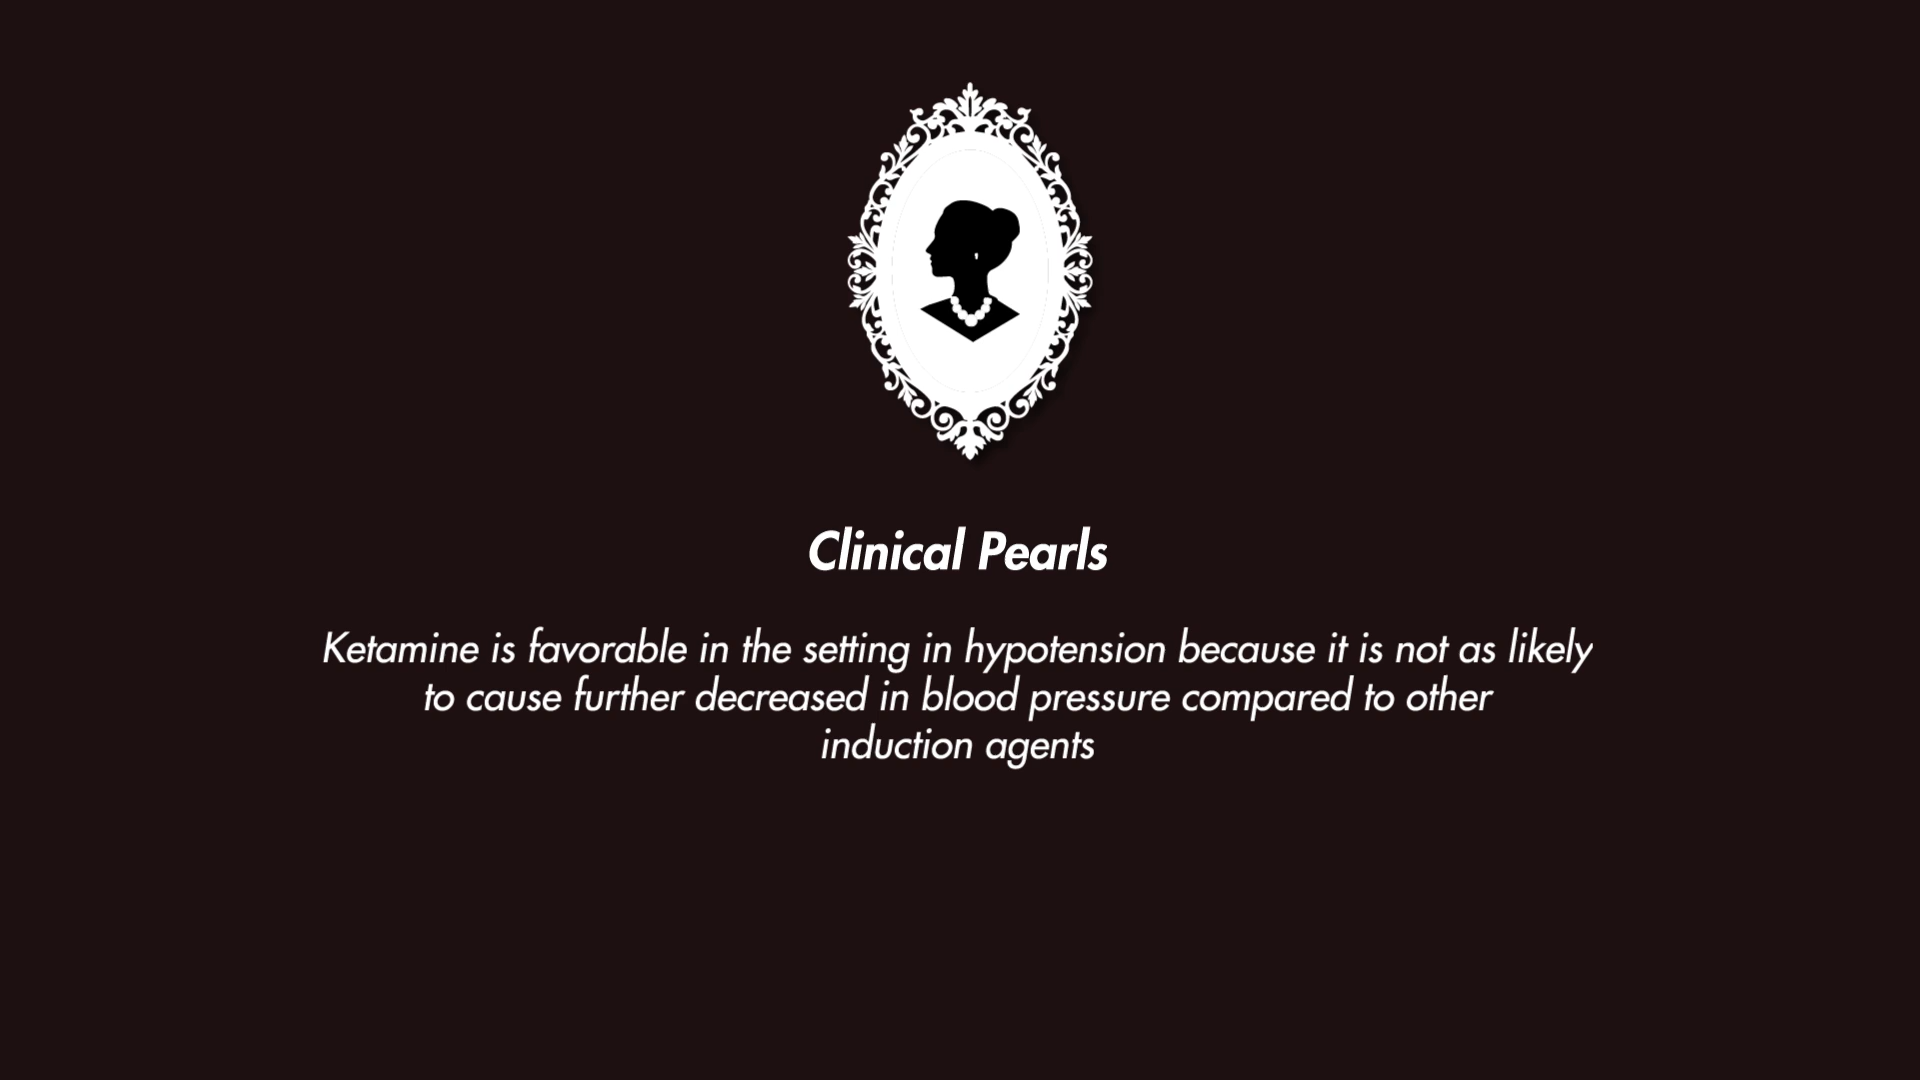 Clinical Pearls
Ketamine is favorable in the setting in hypotension because it is not as likely
to cause further decreased in blood pressure compared to other
induction agents